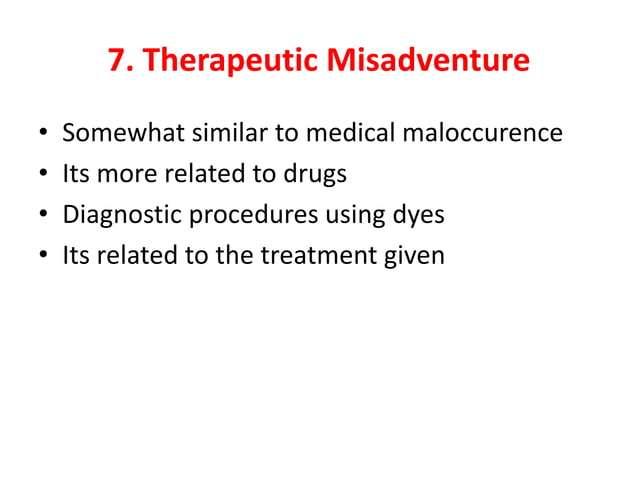 7. Therapeutic Misadventure
• Somewhat similar to medical maloccurence
• Its more related to drugs
• Diagnostic procedures using dyes
• Its related to the treatment given